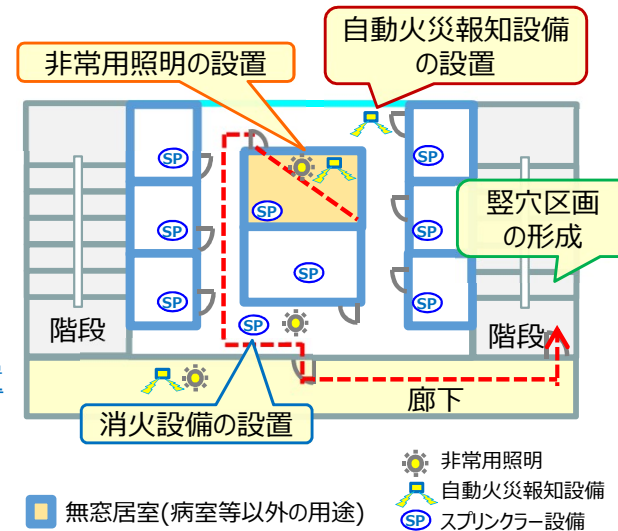 自動火災報知設備
の設置
非常用照明の設置
SP
SP
SP
SP
SP
SP
SP
SP
SP
竪穴区画
の形成
階段
階段
廊下
消火設備の設置
非常用照明
自動火災報知設備
SP スプリンクラー設備
無窓居室(病室等以外の用途)